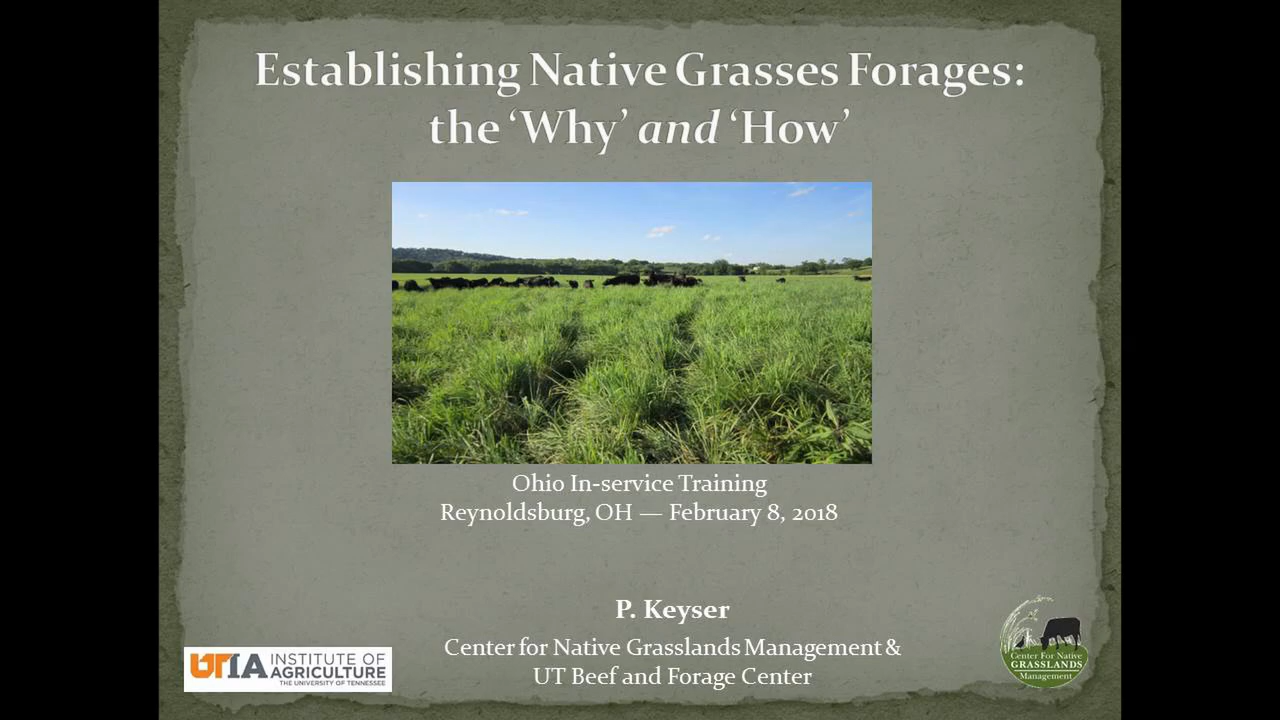 Establishing Native Grasses Forages:
the ‘Why’ and ‘How’
Ohio In-service Training
Reynoldsburg, OH — February 8, 2018
P. Keyser
Center for Native Grasslands Management &
UT Beef and Forage Center
UTIA INSTITUTE OF
AGRICULTURE
THE UNIVERSITY OF TENNESSEE
Center For Native
GRASSLANDS
Management